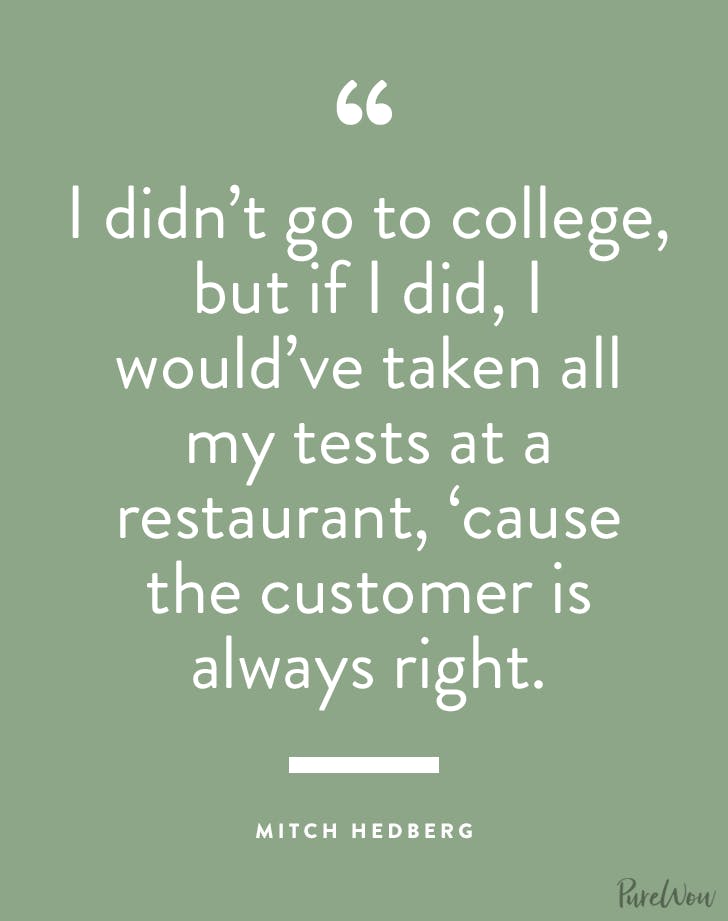 “
I didn’t go to college,
but if I did, I
would’ve taken all
my tests at a
restaurant, ‘cause
the customer is
always right.
MITCH HEDBERG
PureWow